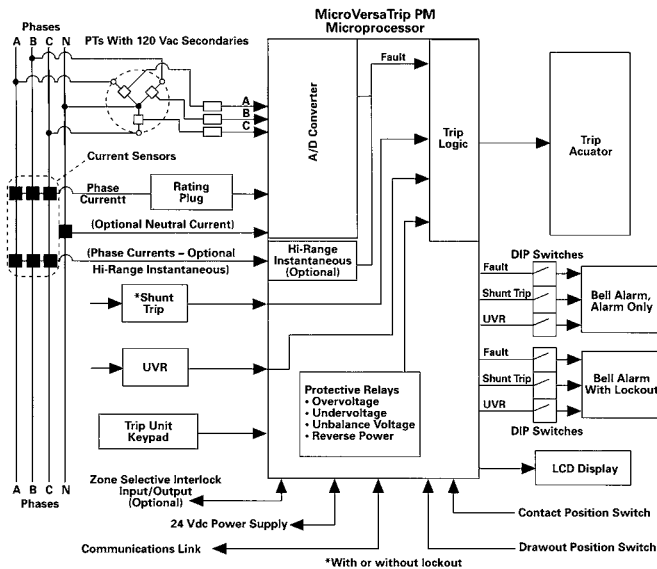 MicroVersaTrip PM
Microprocessor
Phases
A B C N
PTs With 120 Vac Secondaries
A
B
C
A/D Converter
Fault
Trip
Logic
Trip
Acuator
Current Sensors
Phase
Currentt
Rating
Plug
(Optional Neutral Current)
(Phase Currents – Optional
Hi-Range Instantaneous)
Hi-Range
Instantaneous
(Optional)
*Shunt
Trip
UVR
Trip Unit
Keypad
Protective Relays
• Overvoltage
• Undervoltage
• Unbalance Voltage
• Reverse Power
DIP Switches
Fault
Shunt Trip
UVR
Bell Alarm,
Alarm Only
Fault
Shunt Trip
UVR
Bell Alarm
With Lockout
DIP Switches
LCD Display
A B C N
Phases
Zone Selective Interlock
Input/Output
(Optional)
24 Vdc Power Supply
Communications Link
Contact Position Switch
Drawout Position Switch
*With or without lockout